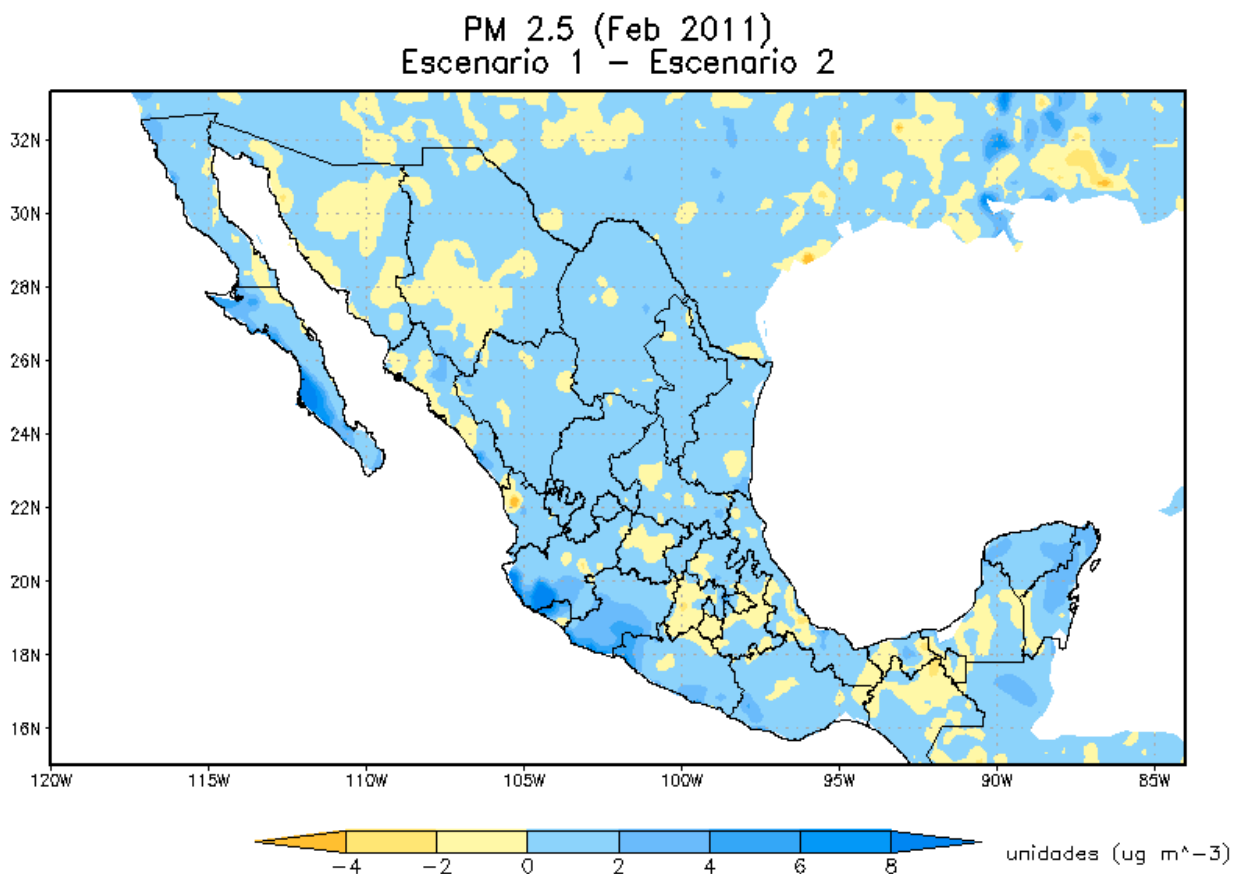 PM 2.5 (Feb 2011)
Escenario 1 − Escenario 2
32N
30N
28N
26N
24N
22N
20N
18N
16N
120W 115W 110W 105W 100W 95W 90W 85W
−4 −2 0 2 4 6 8
unidades (ug m^−3)